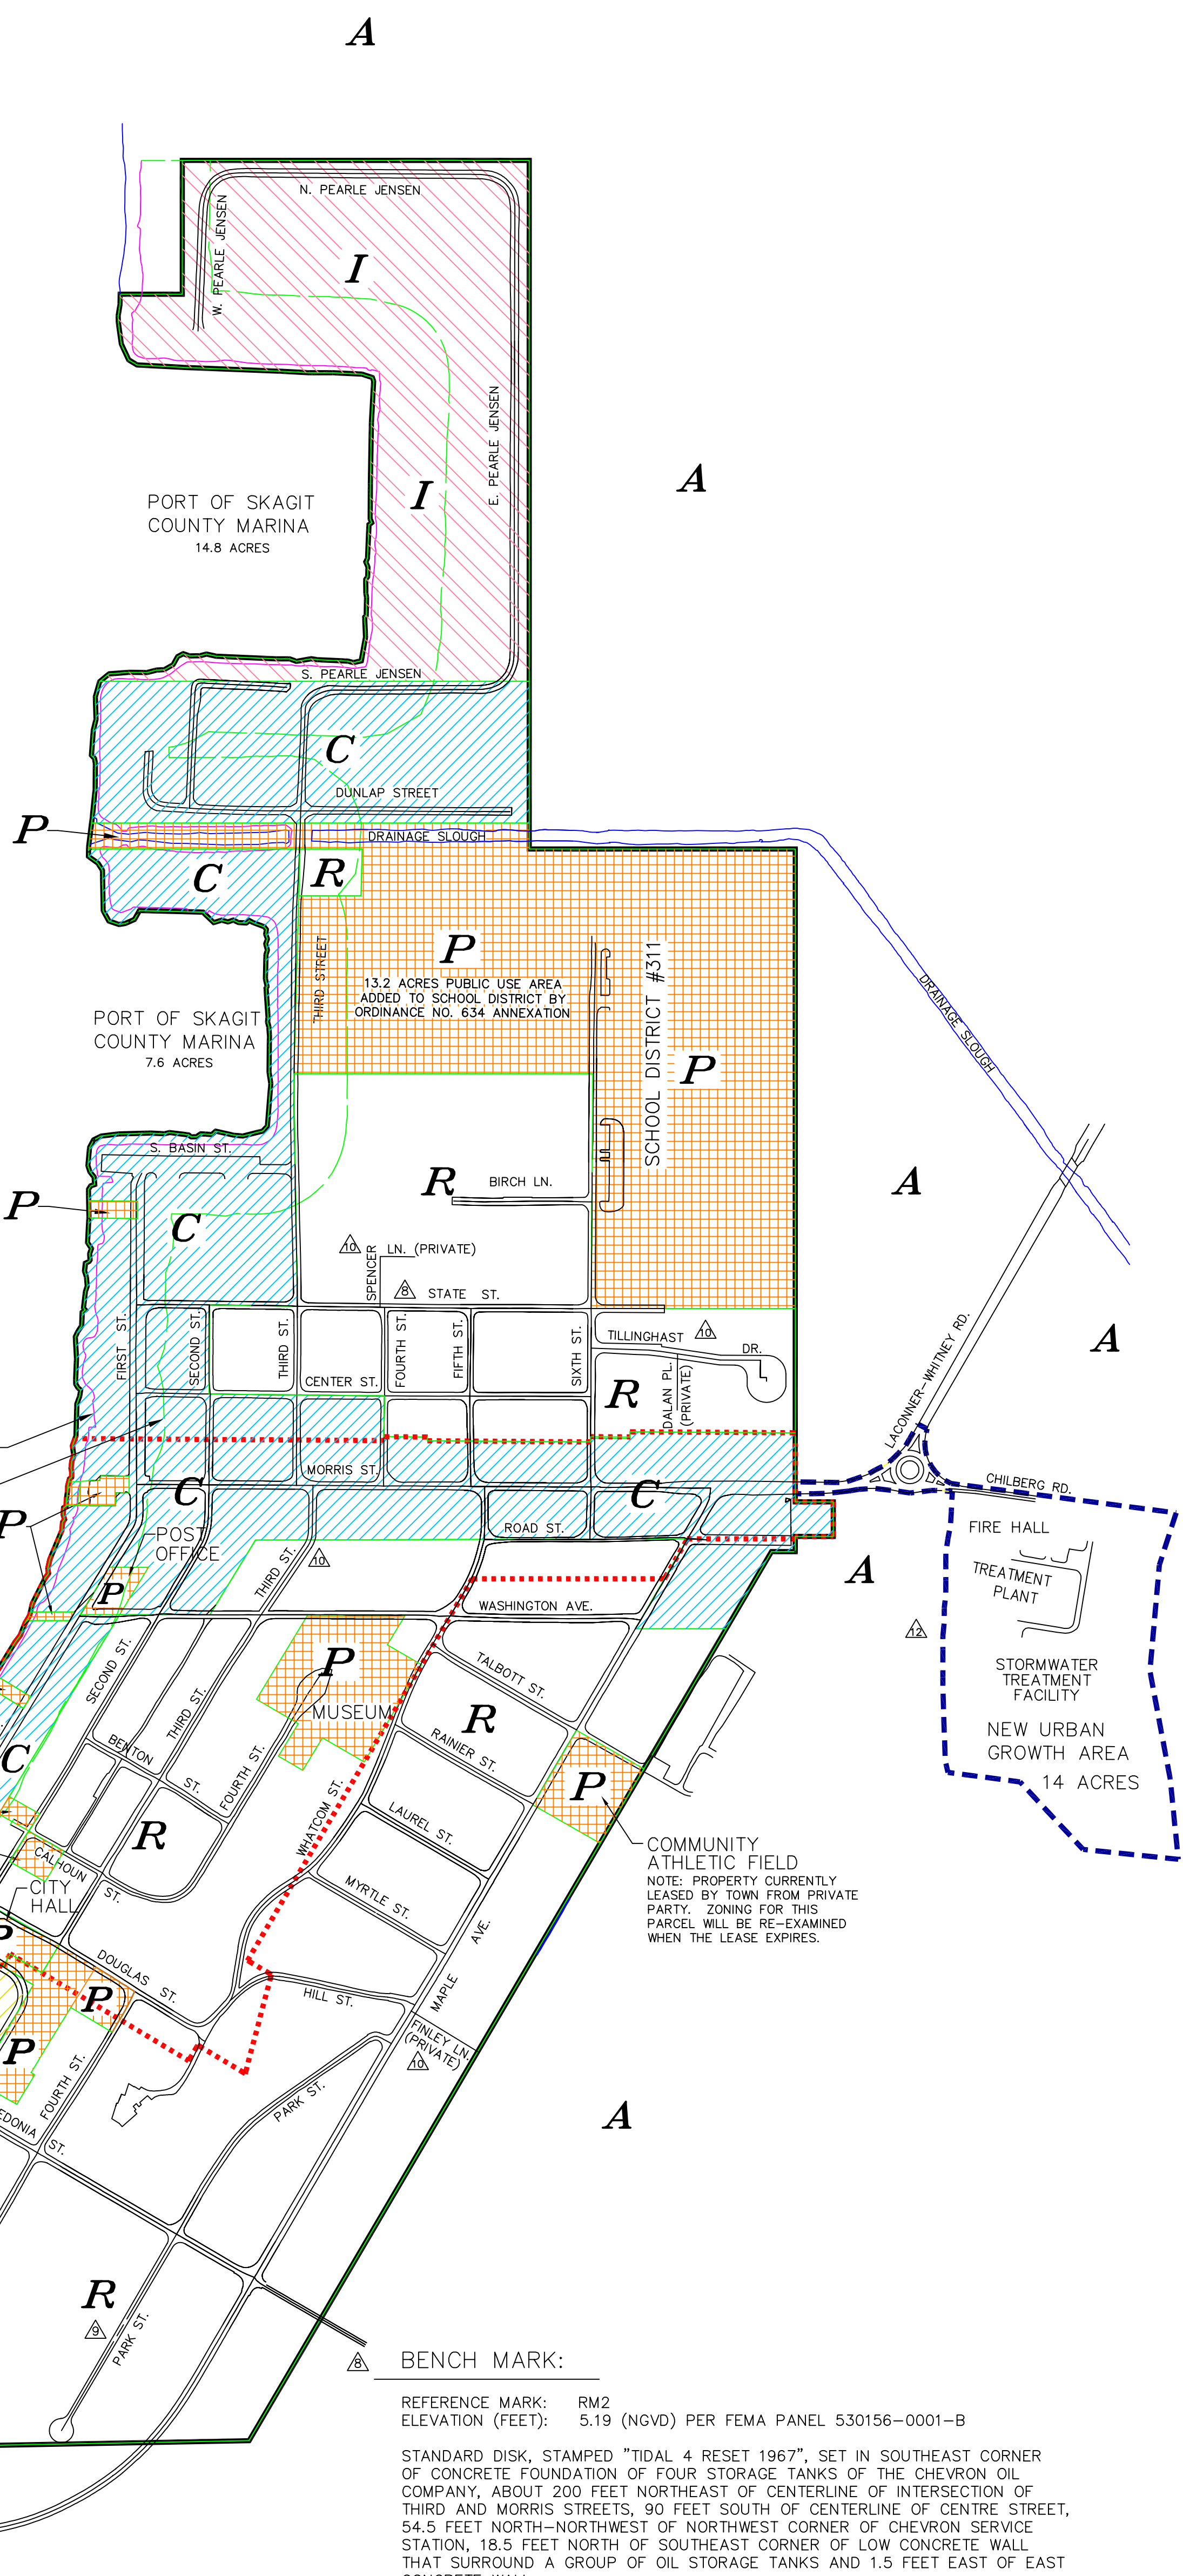 A
N. PEARLE JENSEN
W. PEARLE JENSEN
I
E. PEARLE JENSEN
A
I
PORT OF SKAGIT
COUNTY MARINA
14.8 ACRES
S. PEARLE JENSEN
C
DUNLAP STREET
P
DRAINAGE SLOUGH
R
C
P
THIRD STREET
13.2 ACRES PUBLIC USE AREA
ADDED TO SCHOOL DISTRICT BY
ORDINANCE NO. 634 ANNEXATION
SCHOOL DISTRICT #311
DRAINAGE SLOUGH
PORT OF SKAGIT
COUNTY MARINA
7.6 ACRES
P
S. BASIN ST.
R
BIRCH LN.
A
P
C
10
SPENCER
LN. (PRIVATE)
8
STATE ST.
FIRST ST.
SECOND ST.
THIRD ST.
FOURTH ST.
FIFTH ST.
SIXTH ST.
TILLINGHAST
10
DR.
A
LACONNER-WHITNEY RD.
CENTER ST.
R
DALAN PL.
(PRIVATE)
MORRIS ST.
C
C
C
CHILBERG RD.
P
POST
OFFICE
ROAD ST.
FIRE HALL
THIRD ST.
10
A
TREATMENT
PLANT
P
WASHINGTON AVE.
12
SECOND ST.
P
TALBOTT ST.
STORMWATER
TREATMENT
FACILITY
THIRD ST.
MUSEUM
R
NEW URBAN
GROWTH AREA
14 ACRES
BENTON
ST.
RAINIER ST.
C
FOURTH ST.
P
WHATCOM ST.
LAUREL ST.
R
COMMUNITY
ATHLETIC FIELD
NOTE: PROPERTY CURRENTLY
LEASED BY TOWN FROM PRIVATE
PARTY. ZONING FOR THIS
PARCEL WILL BE RE-EXAMINED
WHEN THE LEASE EXPIRES.
CALHOUN
ST.
CITY
HALL
MYRTLE ST.
P
DOUGLAS ST.
MAPLE AVE.
P
HILL ST.
P
FINLEY LN.
(PRIVATE)
10
FOURTH ST.
PARK ST.
A
EDONIA ST.
R
9
PARK ST.
8
BENCH MARK:
REFERENCE MARK: RM2
ELEVATION (FEET): 5.19 (NGVD) PER FEMA PANEL 530156-0001-B
STANDARD DISK, STAMPED "TIDAL 4 RESET 1967", SET IN SOUTHEAST CORNER
OF CONCRETE FOUNDATION OF FOUR STORAGE TANKS OF THE CHEVRON OIL
COMPANY, ABOUT 200 FEET NORTHEAST OF CENTERLINE OF INTERSECTION OF
THIRD AND MORRIS STREETS, 90 FEET SOUTH OF CENTERLINE OF CENTRE STREET,
54.5 FEET NORTH-NORTHWEST OF NORTHWEST CORNER OF CHEVRON SERVICE
STATION, 18.5 FEET NORTH OF SOUTHEAST CORNER OF LOW CONCRETE WALL
THAT SURROUND A GROUP OF OIL STORAGE TANKS AND 1.5 FEET EAST OF EAST